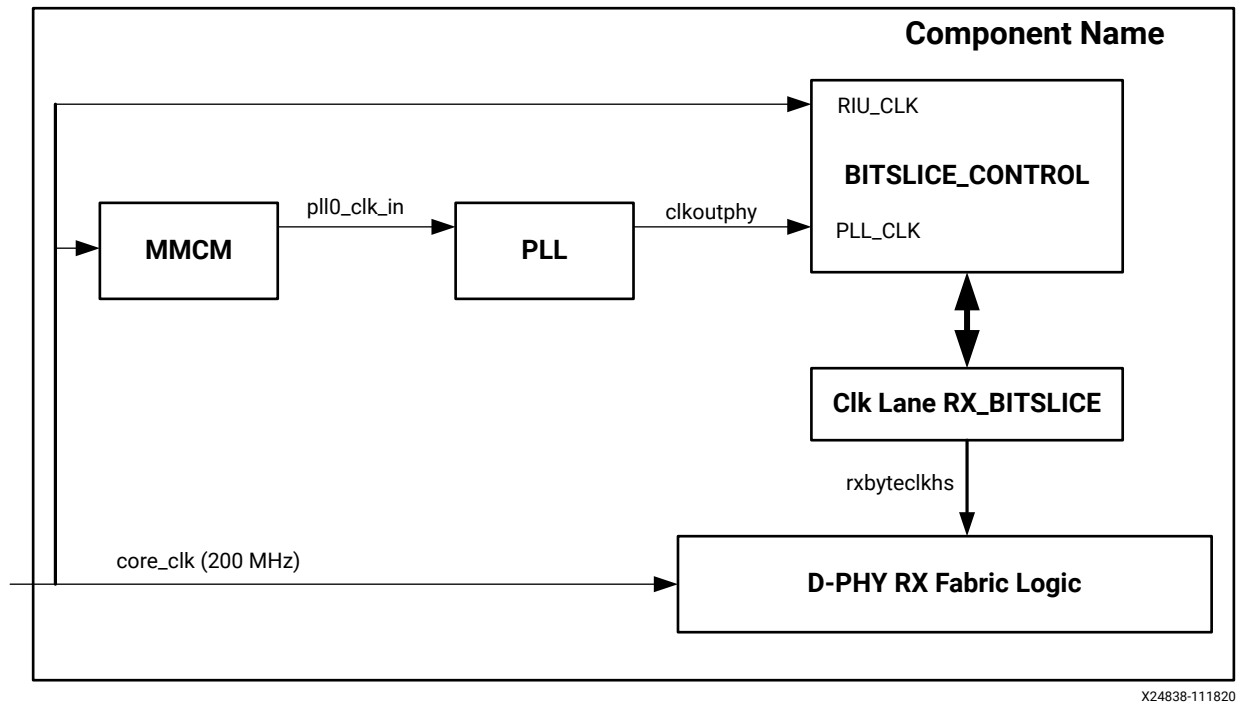 Component Name
RIU_CLK
BITSLICE_CONTROL
pll0_clk_in
clkoutphy
PLL_CLK
MMCM
PLL
Clk Lane RX_BITSLICE
rxbyteclkhs
core_clk (200 MHz)
D-PHY RX Fabric Logic
X24838-111820